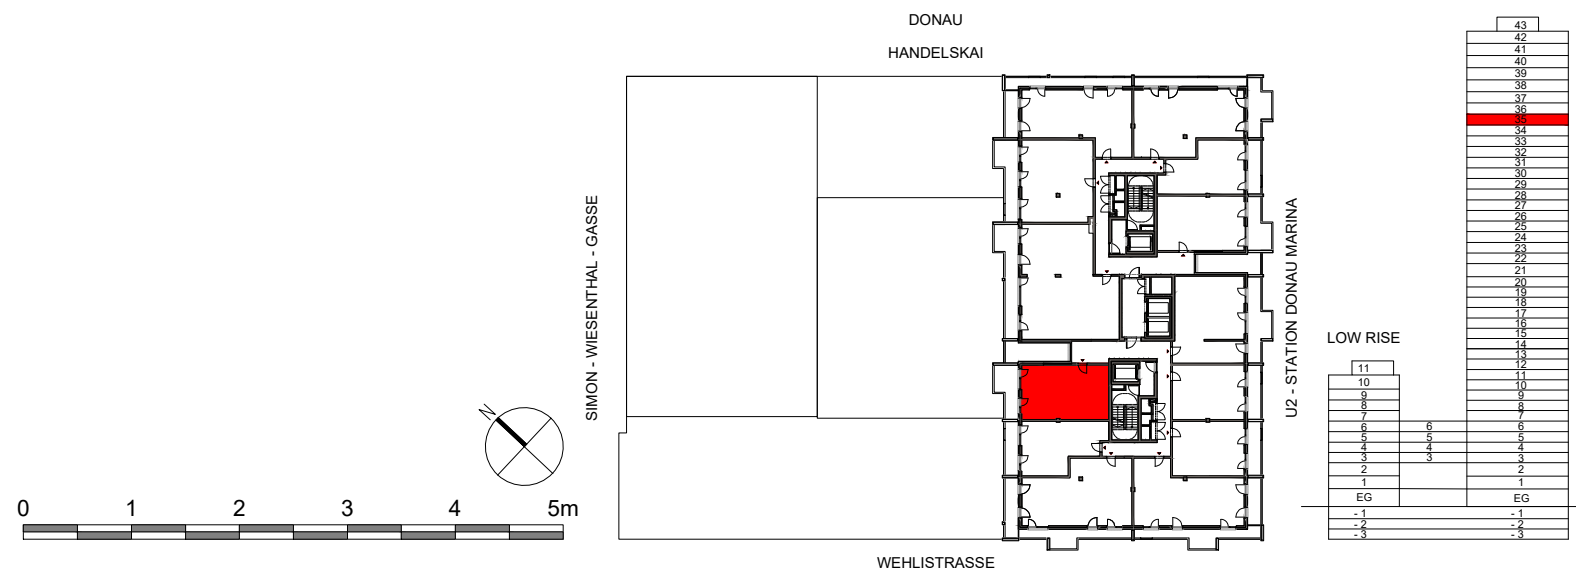 DONAU
HANDELSKAI
SIMON - WIESENTHAL - GASSE
U2 - STATION DONAU MARINA
WEHLISTRASSE
N
0 1 2 3 4 5m
LOW RISE
43
42
41
40
39
38
37
36
35
34
33
32
31
30
29
28
27
26
25
24
23
22
21
20
19
18
17
16
15
14
13
11 12
11
10 10
9 9
8 8
7 7
6 6 6
5 5 5
4 4 4
3 3 3
2 2
1 1
EG EG
- 1 - 1
- 2 - 2
- 3 - 3